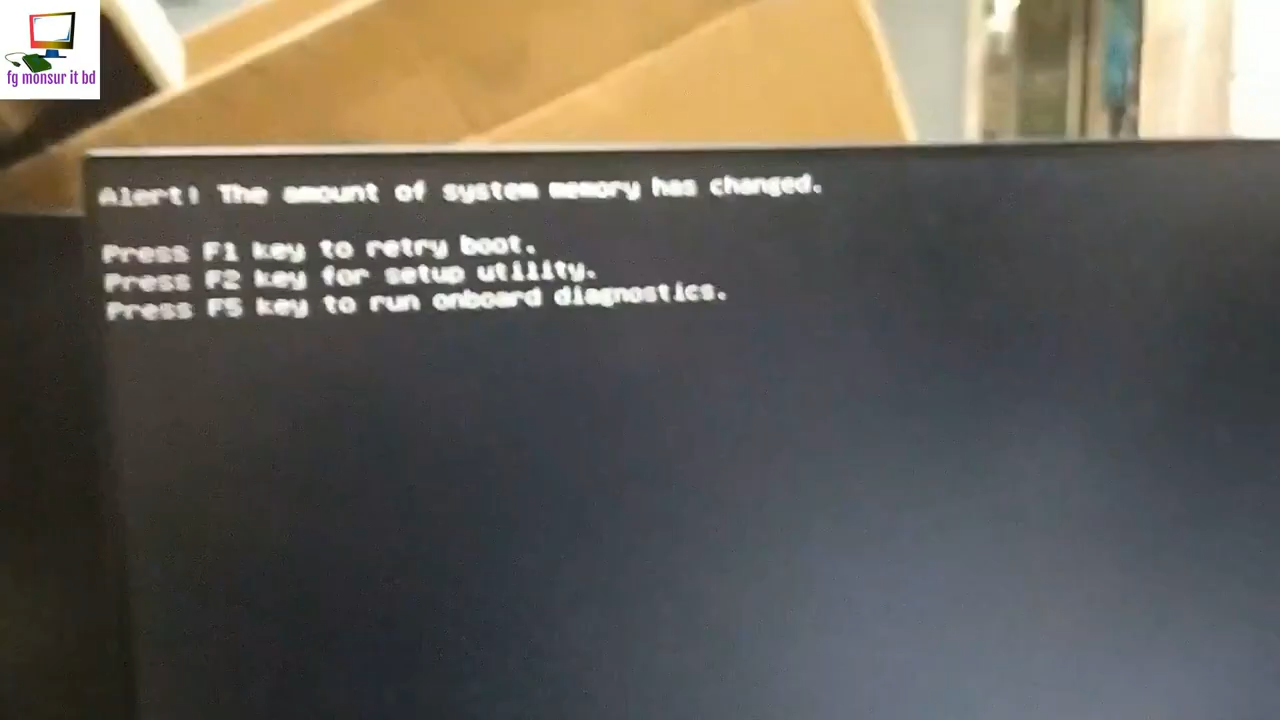 fg monsur it bd
Alert! The amount of system memory has changed.
Press F1 key to retry boot.
Press F2 key for setup utility.
Press F5 key to run onboard diagnostics.